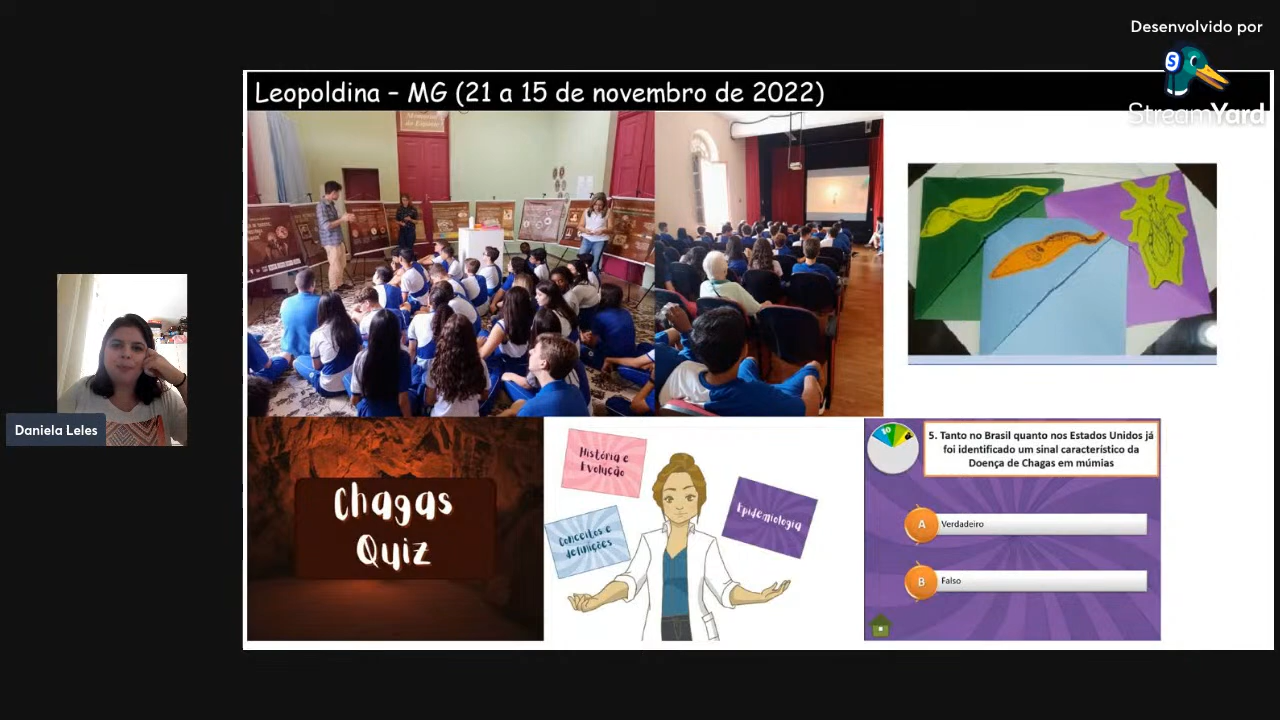 Desenvolvido por
StreamYard
Leopoldina – MG (21 a 15 de novembro de 2022)
Daniela Leles
Chagas
Quiz
História e
Evolução
Conceitos e
definições
Epidemiologia
5. Tanto no Brasil quanto nos Estados Unidos já
foi identificado um sinal característico da
Doença de Chagas em múmias
A Verdadeiro
B Falso